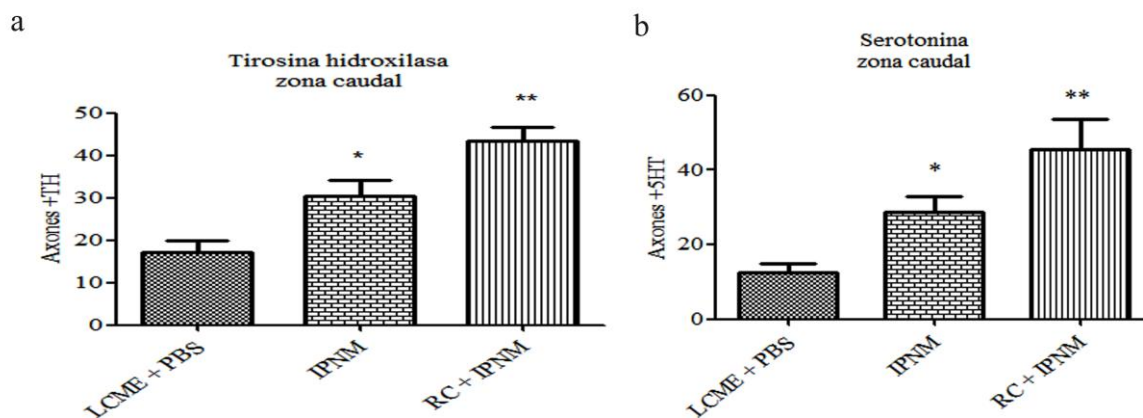 a
Tirosina hidroxilasa
zona caudal
Axones +TH
50
40
30
20
10
0
*
**
LCME + PBS
IPNM
RC + IPNM
b
Serotonina
zona caudal
Axones +5HT
60
40
20
0
*
**
LCME + PBS
IPNM
RC + IPNM